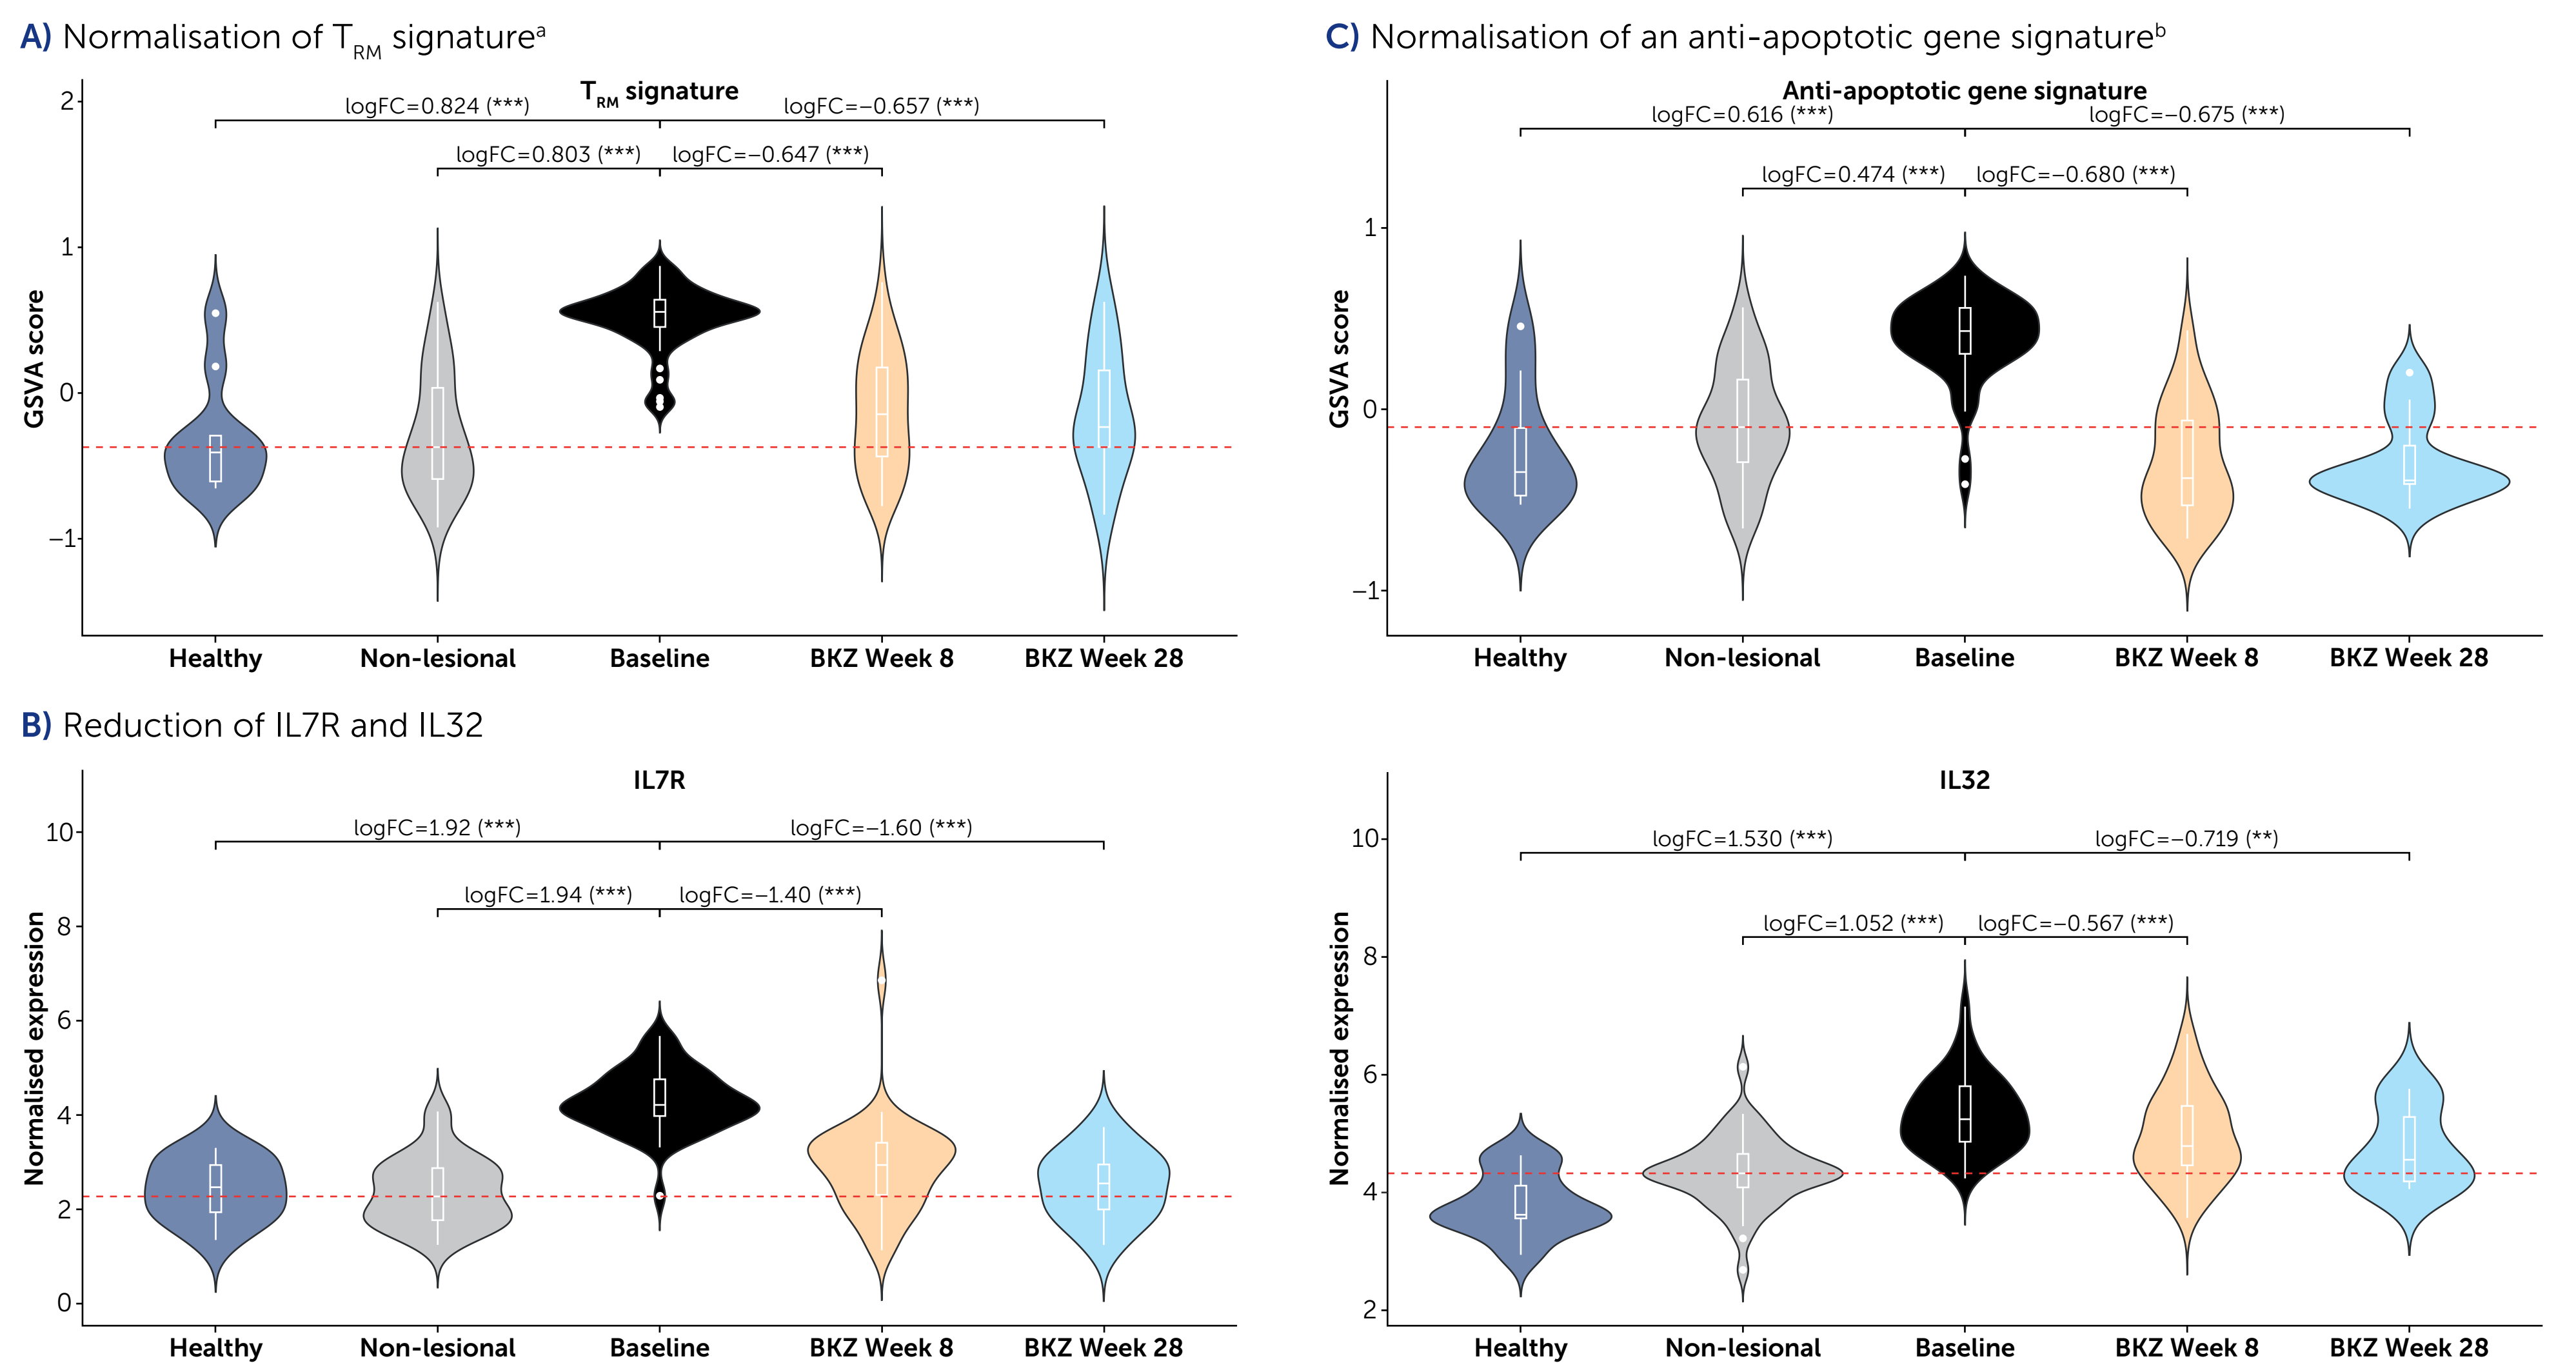 A) Normalisation of TRM signatureᵃ
TRM signature
logFC=0.824 (***)
logFC=−0.657 (***)
logFC=0.803 (***)
logFC=−0.647 (***)
GSVA score
2
1
0
−1
Healthy
Non-lesional
Baseline
BKZ Week 8
BKZ Week 28
C) Normalisation of an anti-apoptotic gene signatureᵇ
Anti-apoptotic gene signature
logFC=0.616 (***)
logFC=−0.675 (***)
logFC=0.474 (***)
logFC=−0.680 (***)
GSVA score
1
0
−1
Healthy
Non-lesional
Baseline
BKZ Week 8
BKZ Week 28
B) Reduction of IL7R and IL32
IL7R
logFC=1.92 (***)
logFC=−1.60 (***)
logFC=1.94 (***)
logFC=−1.40 (***)
Normalised expression
10
8
6
4
2
0
Healthy
Non-lesional
Baseline
BKZ Week 8
BKZ Week 28
IL32
logFC=1.530 (***)
logFC=−0.719 (**)
logFC=1.052 (***)
logFC=−0.567 (***)
Normalised expression
10
8
6
4
2
Healthy
Non-lesional
Baseline
BKZ Week 8
BKZ Week 28